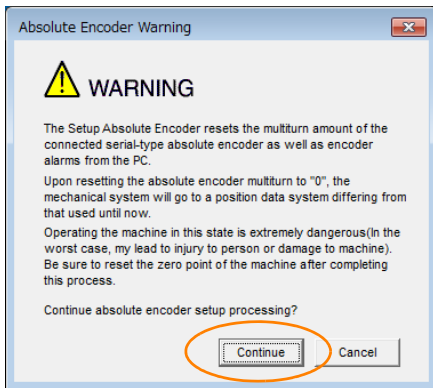 Absolute Encoder Warning
WARNING
The Setup Absolute Encoder resets the multiturn amount of the
connected serial-type absolute encoder as well as encoder
alarms from the PC.
Upon resetting the absolute encoder multiturn to "0", the
mechanical system will go to a position data system differing from
that used until now.
Operating the machine in this state is extremely dangerous(In the
worst case, my lead to injury to person or damage to machine).
Be sure to reset the zero point of the machine after completing
this process.
Continue absolute encoder setup processing?
Continue Cancel